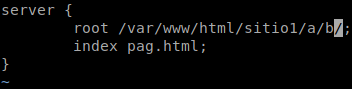 server {
        root /var/www/html/sitio1/a/b/;
        index pag.html;
}
~